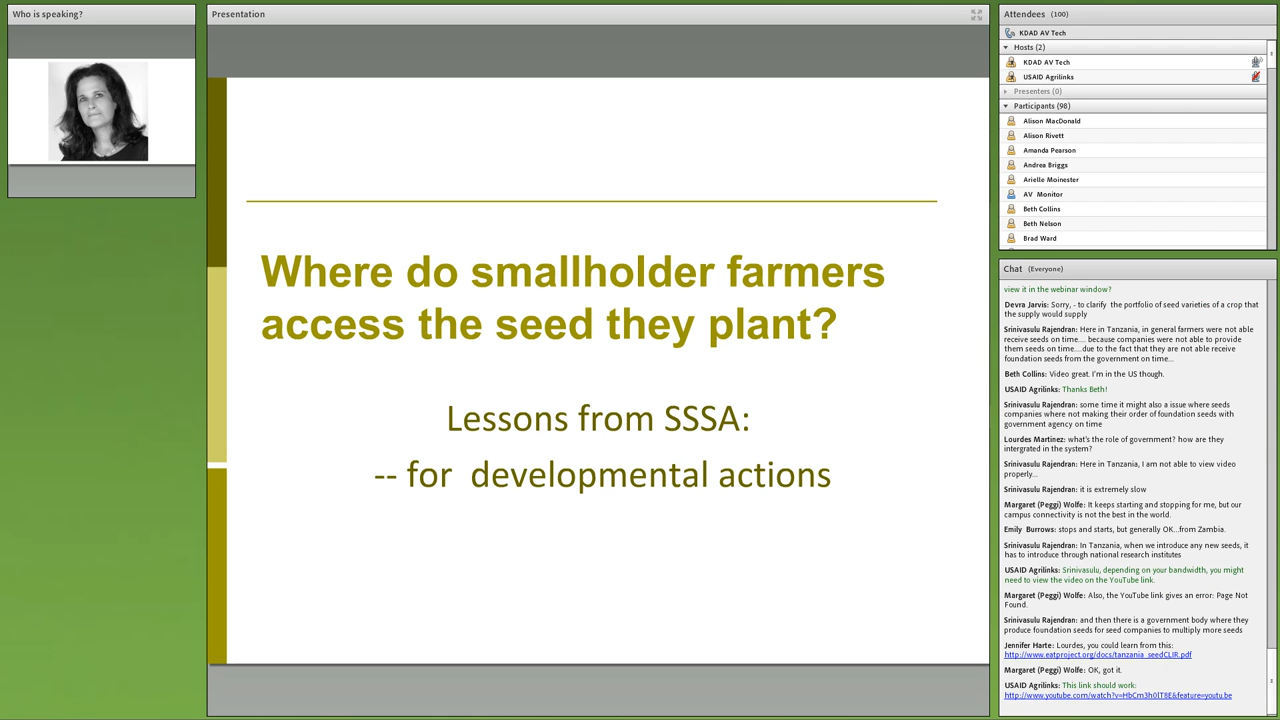 Who is speaking?
Presentation
Where do smallholder farmers
access the seed they plant?
Lessons from SSSA:
-- for developmental actions
Attendees (100)
KDAD AV Tech
Hosts (2)
KDAD AV Tech
USAID Agrilinks
Presenters (0)
Participants (98)
Alison MacDonald
Alison Rivett
Amanda Pearson
Andrea Briggs
Arielle Moinester
AV Monitor
Beth Collins
Beth Nelson
Brad Ward
Chat (Everyone)
view it in the webinar window?
Devra Jarvis: Sorry, - to clarify the portfolio of seed varieties of a crop that
the supply would supply
Srinivasulu Rajendran: Here in Tanzania, in general farmers were not able
receive seeds on time.... because companies were not able to provide
them seeds on time....due to the fact that they are not able receive
foundation seeds from the government on time...
Beth Collins: Video great. I'm in the US though.
USAID Agrilinks: Thanks Beth!
Srinivasulu Rajendran: some time it might also a issue where seeds
companies where not making their order of foundation seeds with
government agency on time
Lourdes Martinez: what's the role of government? how are they
intergrated in the system?
Srinivasulu Rajendran: Here in Tanzania, I am not able to view video
properly...
Srinivasulu Rajendran: it is extremely slow
Margaret (Peggi) Wolfe: It keeps starting and stopping for me, but our
campus connectivity is not the best in the world.
Emily Burrows: stops and starts, but generally OK...from Zambia.
Srinivasulu Rajendran: In Tanzania, when we introduce any new seeds, it
has to introduce through national research institutes
USAID Agrilinks: Srinivasulu, depending on your bandwidth, you might
need to view the video on the YouTube link.
Margaret (Peggi) Wolfe: Also, the YouTube link gives an error: Page Not
Found.
Srinivasulu Rajendran: and then there is a government body where they
produce foundation seeds for seed companies to multiply more seeds
Jennifer Harte: Lourdes, you could learn from this:
http://www.eatproject.org/docs/tanzania_seedCLIR.pdf
Margaret (Peggi) Wolfe: OK, got it.
USAID Agrilinks: This link should work:
http://www.youtube.com/watch?v=HbCm3h0lT8E&feature=youtu.be